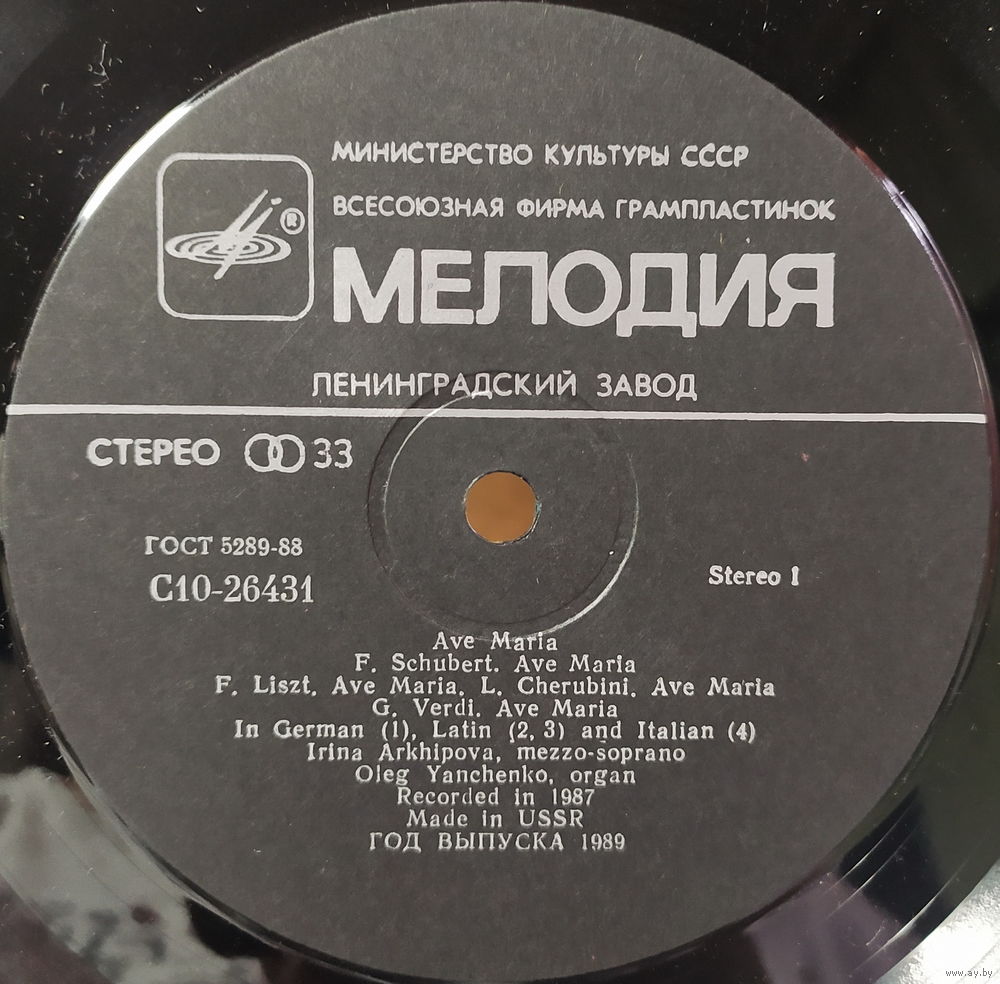 МИНИСТЕРСТВО КУЛЬТУРЫ СССР
ВСЕСОЮЗНАЯ ФИРМА ГРАМПЛАСТИНОК
®
МЕЛОДИЯ
ЛЕНИНГРАДСКИЙ ЗАВОД
СТЕРЕО 33
ГОСТ 5289-88
С10-26431
Stereo 1
Ave Maria
F. Schubert. Ave Maria
F. Liszt. Ave Maria. L. Cherubini. Ave Maria
G. Verdi. Ave Maria
In German (1), Latin (2, 3) and Italian (4)
Irina Arkhipova, mezzo-soprano
Oleg Yanchenko, organ
Recorded in 1987
Made in USSR
ГОД ВЫПУСКА 1989
www.ay.by